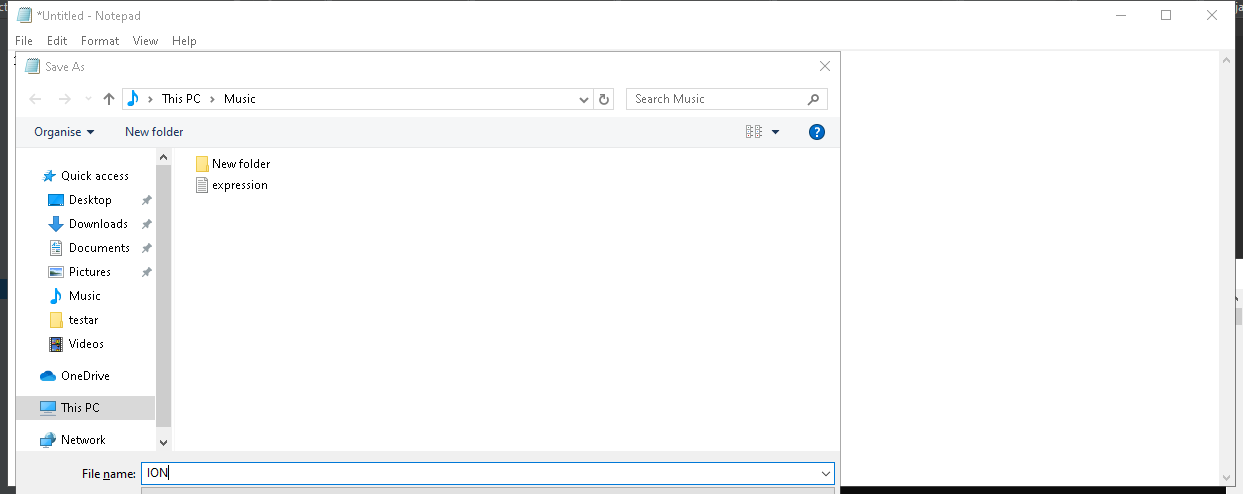 *Untitled - Notepad
File Edit Format View Help
Save As
This PC > Music
Search Music
Organise New folder
New folder
expression
Quick access
Desktop
Downloads
Documents
Pictures
Music
testar
Videos
OneDrive
This PC
Network
File name: ION